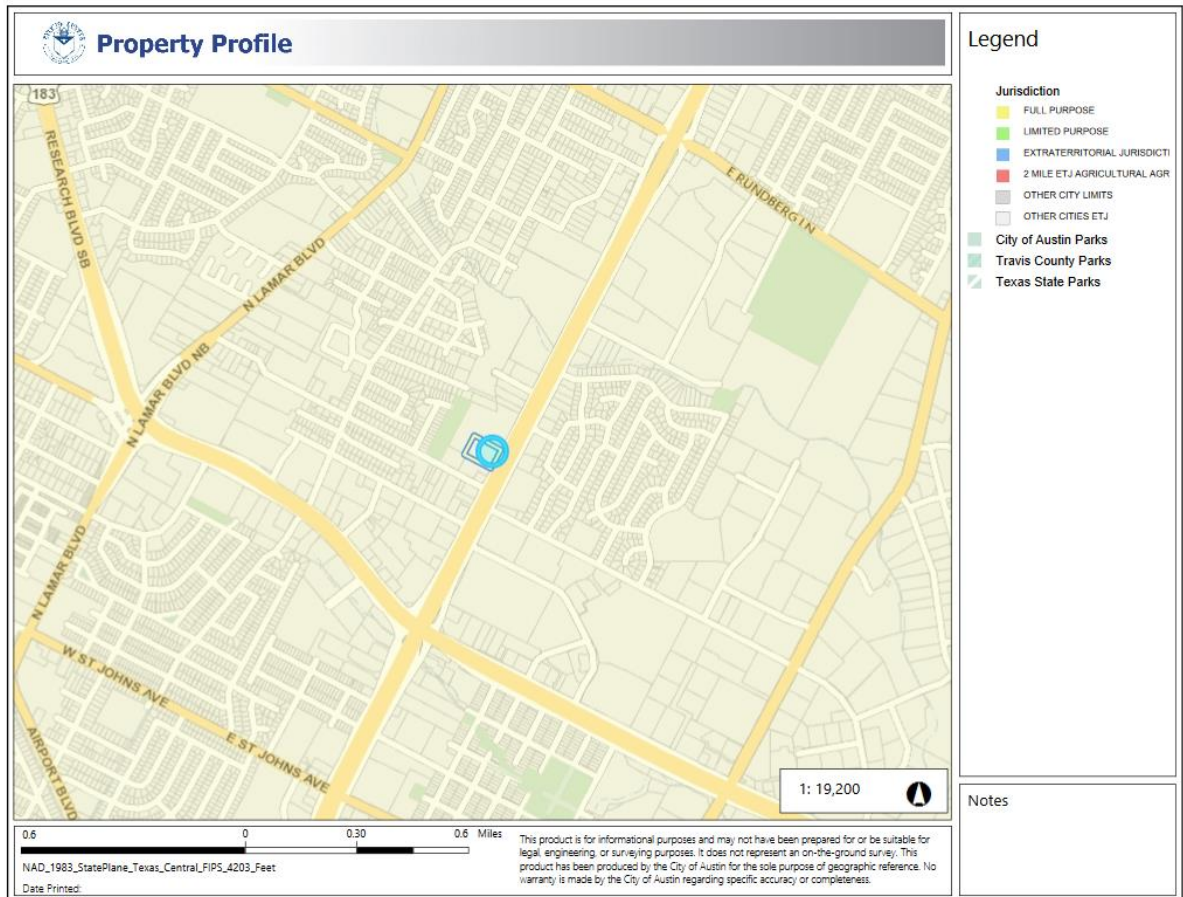 Property Profile
183
RESEARCH BLVD SB
N LAMAR BLVD
N LAMAR BLVD NB
E RUNDBERG LN
N LAMAR BLVD
W ST JOHNS AVE
E ST JOHNS AVE
AIRPORT BLVD
1: 19,200
Legend
Jurisdiction
FULL PURPOSE
LIMITED PURPOSE
EXTRATERRITORIAL JURISDICTI
2 MILE ETJ AGRICULTURAL AGR
OTHER CITY LIMITS
OTHER CITIES ETJ
City of Austin Parks
Travis County Parks
Texas State Parks
Notes
0.6 0 0.30 0.6 Miles
NAD_1983_StatePlane_Texas_Central_FIPS_4203_Feet
Date Printed:
This product is for informational purposes and may not have been prepared for or be suitable for
legal, engineering, or surveying purposes. It does not represent an on-the-ground survey. This
product has been produced by the City of Austin for the sole purpose of geographic reference. No
warranty is made by the City of Austin regarding specific accuracy or completeness.